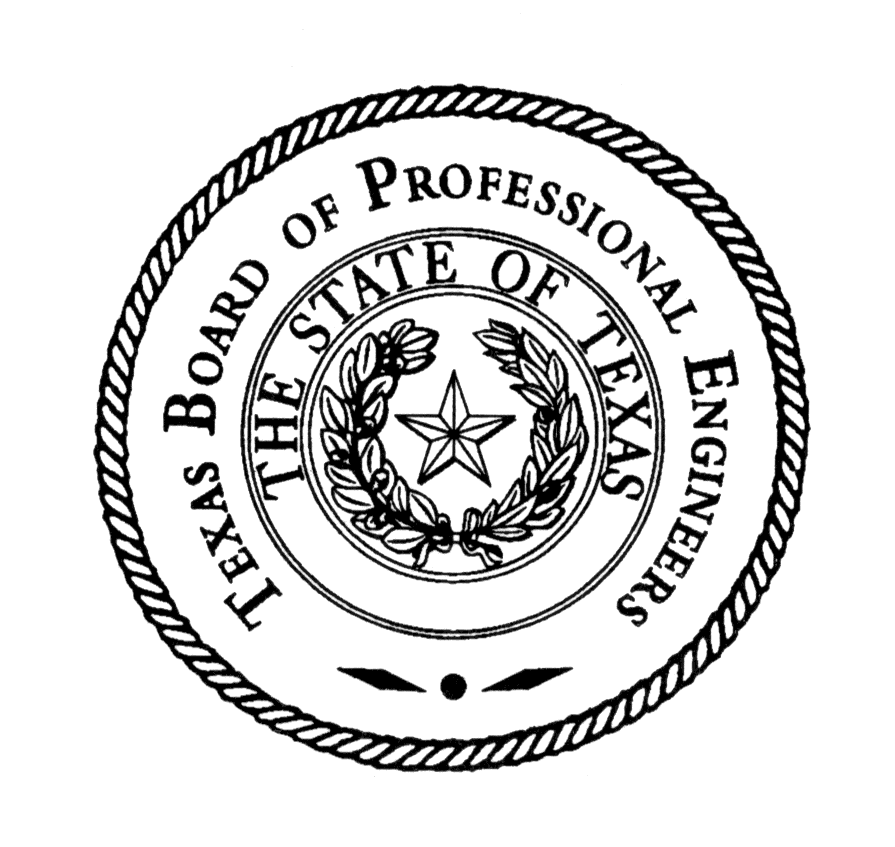 TEXAS BOARD OF PROFESSIONAL ENGINEERS
THE STATE OF TEXAS